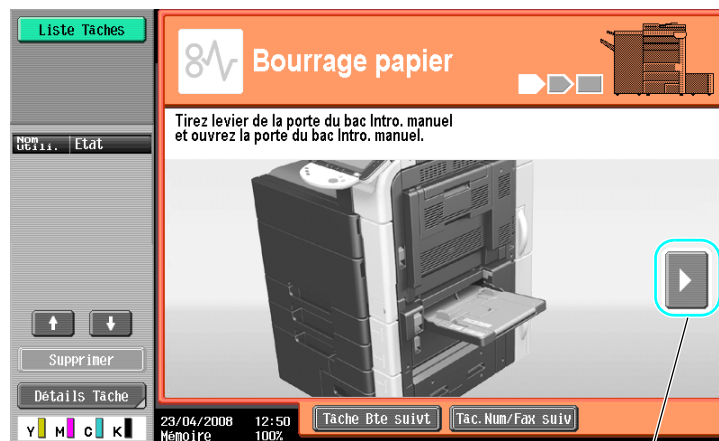 Liste Tâches
Bourrage papier
Tirez levier de la porte du bac Intro. manuel
et ouvrez la porte du bac Intro. manuel.
Nom
utili. Etat
Supprimer
Détails Tâche
Y M C K
23/04/2008 12:50
Mémoire 100%
Tâche Bte suivt
Tâc.Num/Fax suiv